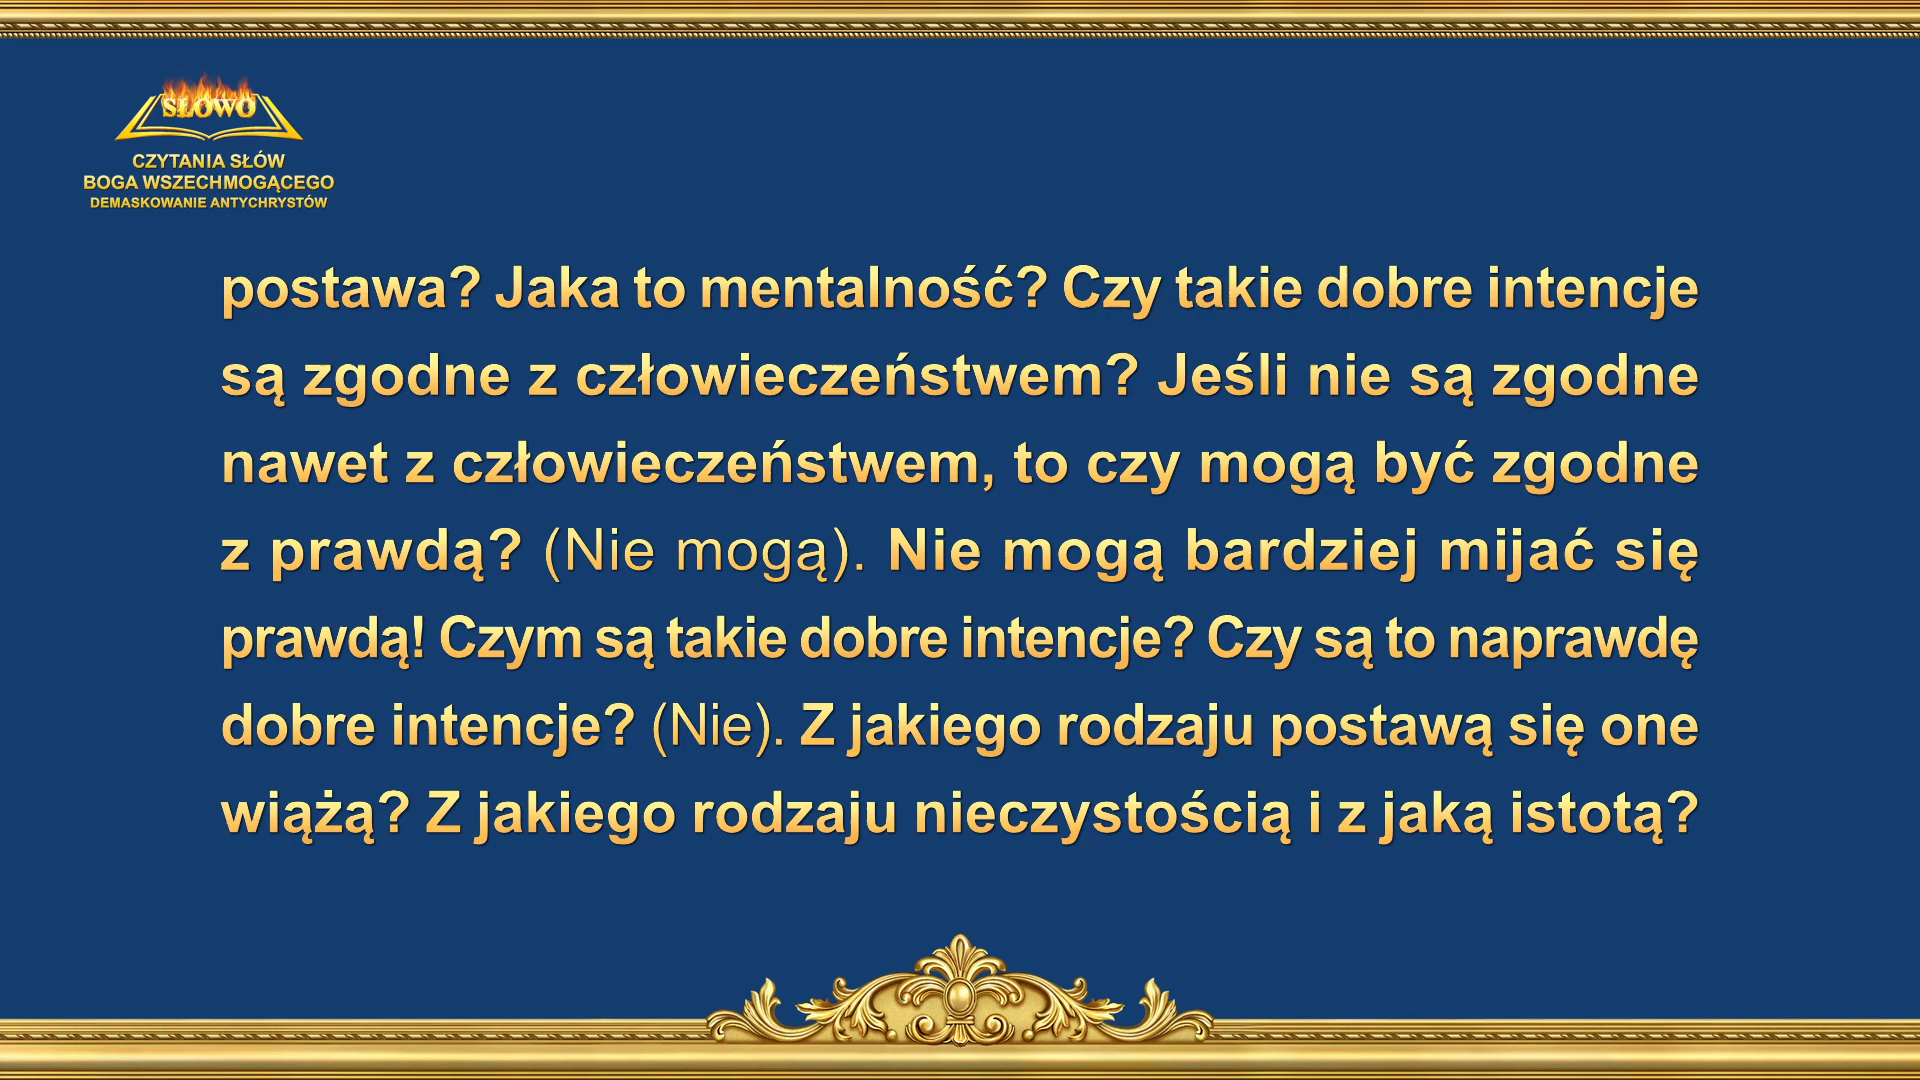 SŁOWO
CZYTANIA SŁÓW
BOGA WSZECHMOGĄCEGO
DEMASKOWANIE ANTYCHRYSTÓW
postawa? Jaka to mentalność? Czy takie dobre intencje
są zgodne z człowieczeństwem? Jeśli nie są zgodne
nawet z człowieczeństwem, to czy mogą być zgodne
z prawdą? (Nie mogą). Nie mogą bardziej mijać się
prawdą! Czym są takie dobre intencje? Czy są to naprawdę
dobre intencje? (Nie). Z jakiego rodzaju postawą się one
wiążą? Z jakiego rodzaju nieczystością i z jaką istotą?